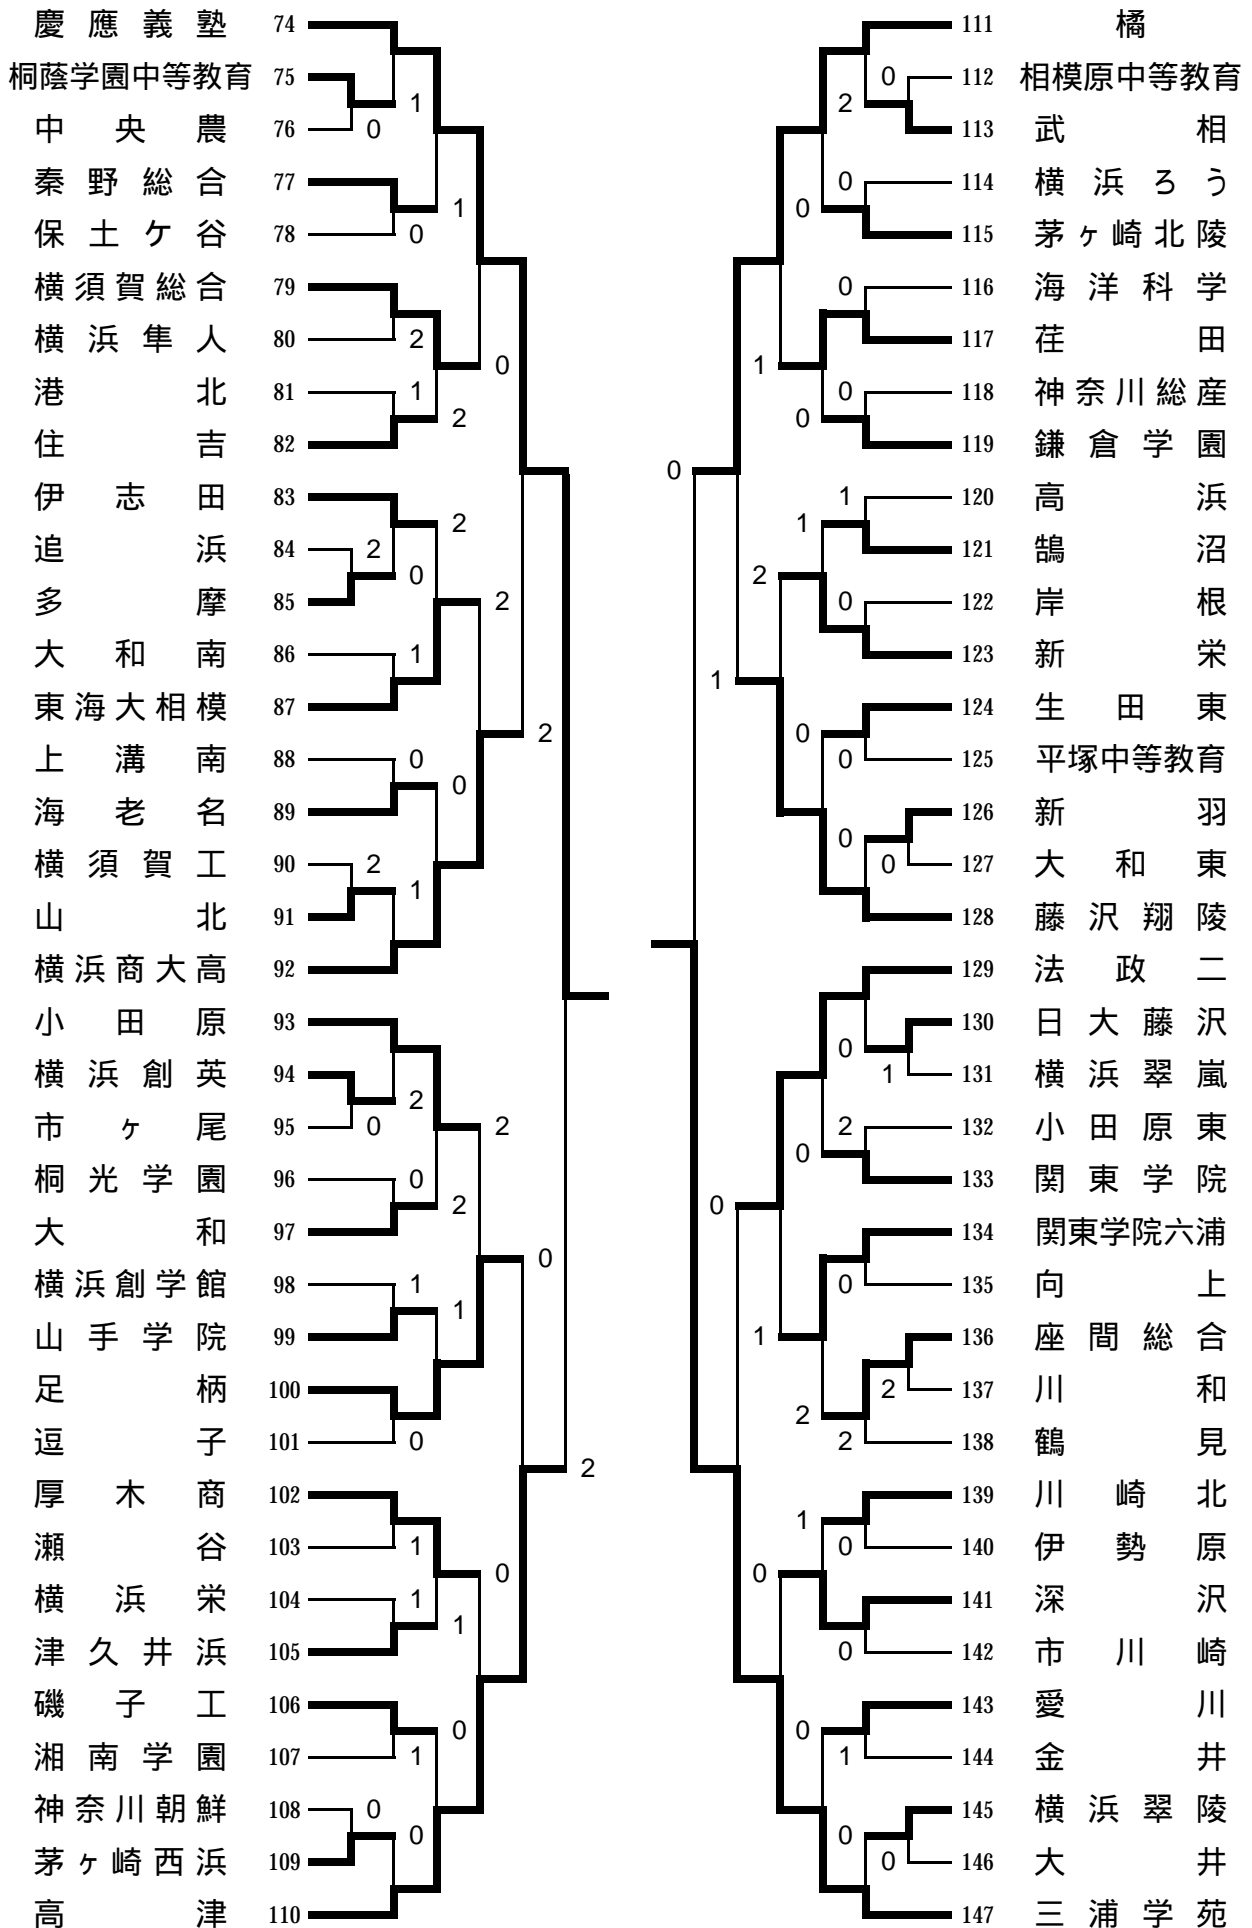 慶應義塾 74
桐蔭学園中等教育 75
中央農 76
秦野総合 77
保土ケ谷 78
横須賀総合 79
横浜隼人 80
港北 81
住吉 82
伊志田 83
追浜 84
多摩 85
大和南 86
東海大相模 87
上溝南 88
海老名 89
横須賀工 90
山北 91
横浜商大高 92
小田原 93
横浜創英 94
市ヶ尾 95
桐光学園 96
大和 97
横浜創学館 98
山手学院 99
足柄 100
逗子 101
厚木商 102
瀬谷 103
横浜栄 104
津久井浜 105
磯子工 106
湘南学園 107
神奈川朝鮮 108
茅ヶ崎西浜 109
高津 110
0
1
0
1
2
1
2
0
2
2
0
1
2
0
0
2
1
2
0
2
2
0
2
1
1
0
0
1
1
1
0
1
0
0
0
2
111 橘
112 相模原中等教育
113 武相
114 横浜ろう
115 茅ヶ崎北陵
116 海洋科学
117 荏田
118 神奈川総産
119 鎌倉学園
120 高浜
121 鵠沼
122 岸根
123 新栄
124 生田東
125 平塚中等教育
126 新羽
127 大和東
128 藤沢翔陵
129 法政二
130 日大藤沢
131 横浜翠嵐
132 小田原東
133 関東学院
134 関東学院六浦
135 向上
136 座間総合
137 川和
138 鶴見
139 川崎北
140 伊勢原
141 深沢
142 市川崎
143 愛川
144 金井
145 横浜翠陵
146 大井
147 三浦学苑
0
2
0
0
0
1
0
0
0
1
1
2
0
1
0
0
0
0
0
1
2
0
0
0
1
2
2
2
1
0
0
0
0
1
0
0